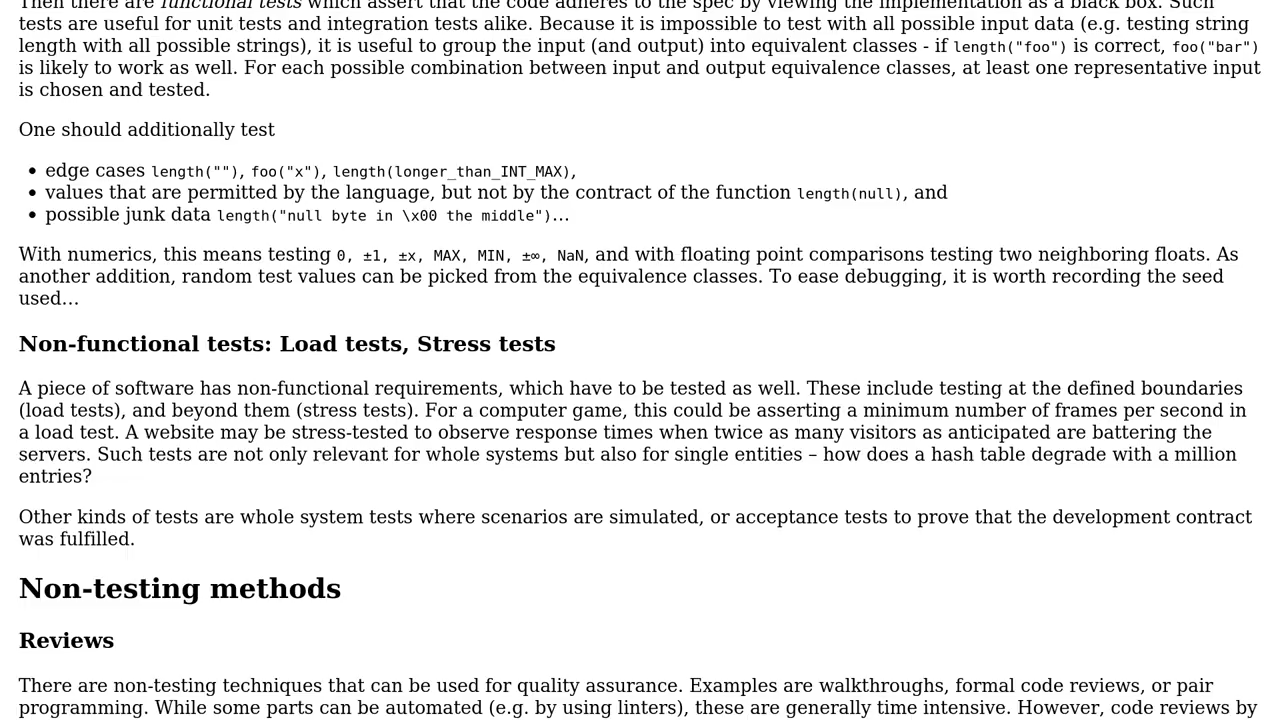 Then there are functional tests which assert that the code adheres to the spec by viewing the implementation as a black box. Such
tests are useful for unit tests and integration tests alike. Because it is impossible to test with all possible input data (e.g. testing string
length with all possible strings), it is useful to group the input (and output) into equivalent classes - if length("foo") is correct, foo("bar")
is likely to work as well. For each possible combination between input and output equivalence classes, at least one representative input
is chosen and tested.
One should additionally test
• edge cases length(""), foo("x"), length(longer_than_INT_MAX),
• values that are permitted by the language, but not by the contract of the function length(null), and
• possible junk data length("null byte in \x00 the middle")…
With numerics, this means testing 0, ±1, ±x, MAX, MIN, ±∞, NaN, and with floating point comparisons testing two neighboring floats. As
another addition, random test values can be picked from the equivalence classes. To ease debugging, it is worth recording the seed
used…
Non-functional tests: Load tests, Stress tests
A piece of software has non-functional requirements, which have to be tested as well. These include testing at the defined boundaries
(load tests), and beyond them (stress tests). For a computer game, this could be asserting a minimum number of frames per second in
a load test. A website may be stress-tested to observe response times when twice as many visitors as anticipated are battering the
servers. Such tests are not only relevant for whole systems but also for single entities – how does a hash table degrade with a million
entries?
Other kinds of tests are whole system tests where scenarios are simulated, or acceptance tests to prove that the development contract
was fulfilled.
Non-testing methods
Reviews
There are non-testing techniques that can be used for quality assurance. Examples are walkthroughs, formal code reviews, or pair
programming. While some parts can be automated (e.g. by using linters), these are generally time intensive. However, code reviews by